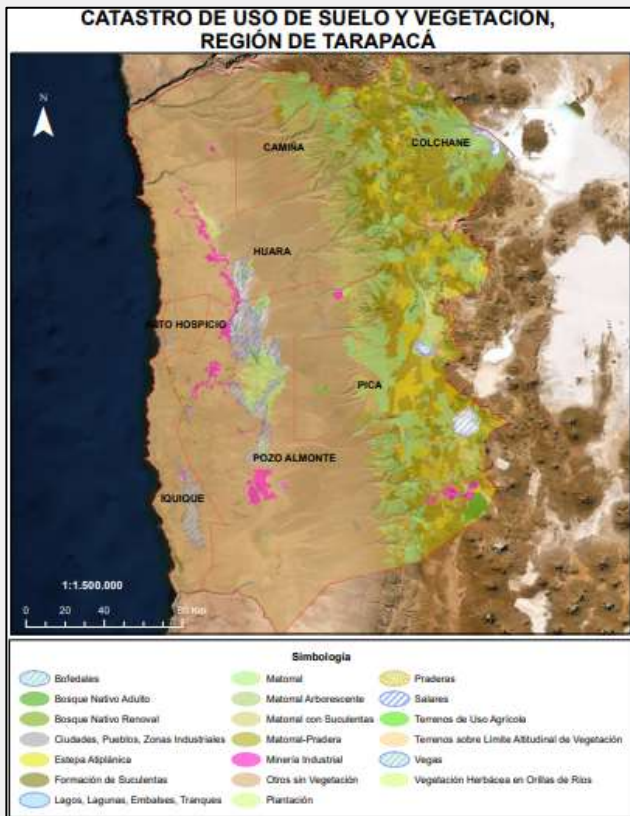 CATASTRO DE USO DE SUELO Y VEGETACIÓN,
REGIÓN DE TARAPACÁ
N
CAMIÑA
COLCHANE
HUARA
ALTO HOSPICIO
PICA
POZO ALMONTE
IQUIQUE
1:1.500.000
0 20 40 80 Km
Simbología
Bofedales
Bosque Nativo Adulto
Bosque Nativo Renoval
Ciudades, Pueblos, Zonas Industriales
Estepa Altiplánica
Formación de Suculentas
Lagos, Lagunas, Embalses, Tranques
Matorral
Matorral Arborescente
Matorral con Suculentas
Matorral-Pradera
Minería Industrial
Otros sin Vegetación
Plantación
Praderas
Salares
Terrenos de Uso Agrícola
Terrenos sobre Límite Altitudinal de Vegetación
Vegas
Vegetación Herbácea en Orillas de Ríos